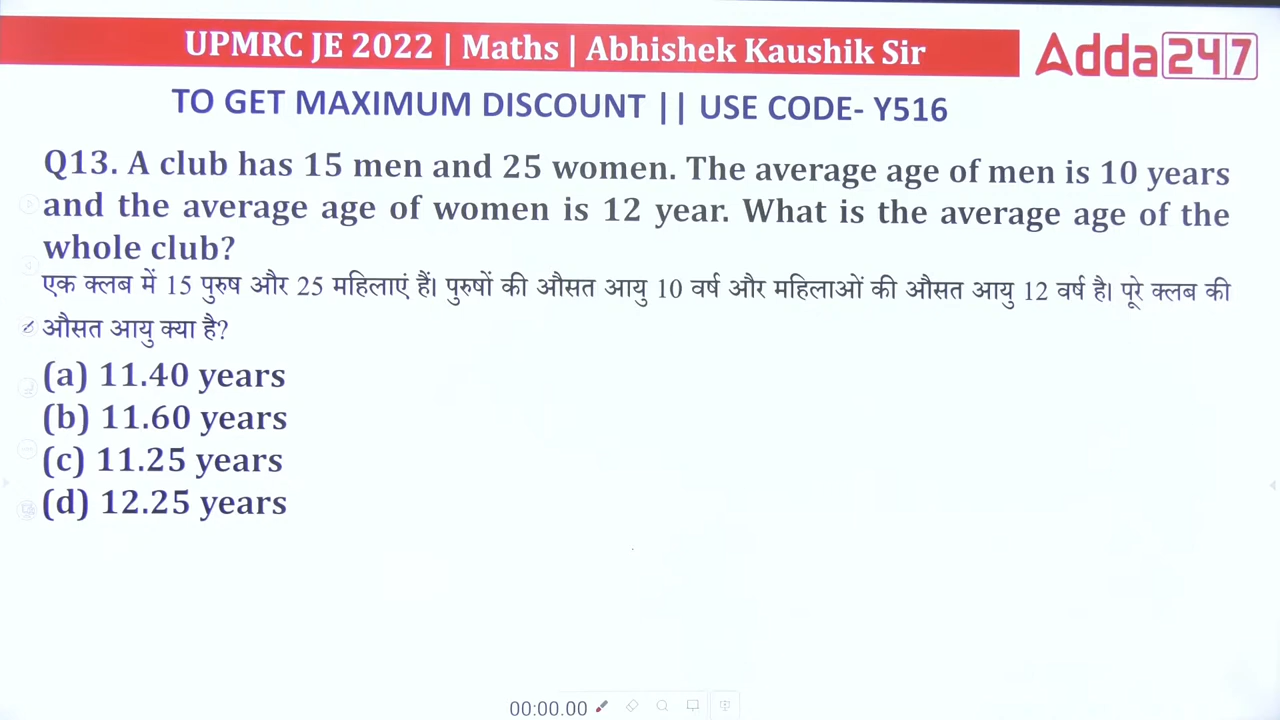 UPMRC JE 2022 | Maths | Abhishek Kaushik Sir
Adda247
TO GET MAXIMUM DISCOUNT || USE CODE- Y516
Q13. A club has 15 men and 25 women. The average age of men is 10 years
and the average age of women is 12 year. What is the average age of the
whole club?
एक क्लब में 15 पुरुष और 25 महिलाएं हैं। पुरुषों की औसत आयु 10 वर्ष और महिलाओं की औसत आयु 12 वर्ष है। पूरे क्लब की
औसत आयु क्या है?
(a) 11.40 years
(b) 11.60 years
(c) 11.25 years
(d) 12.25 years
00:00.00